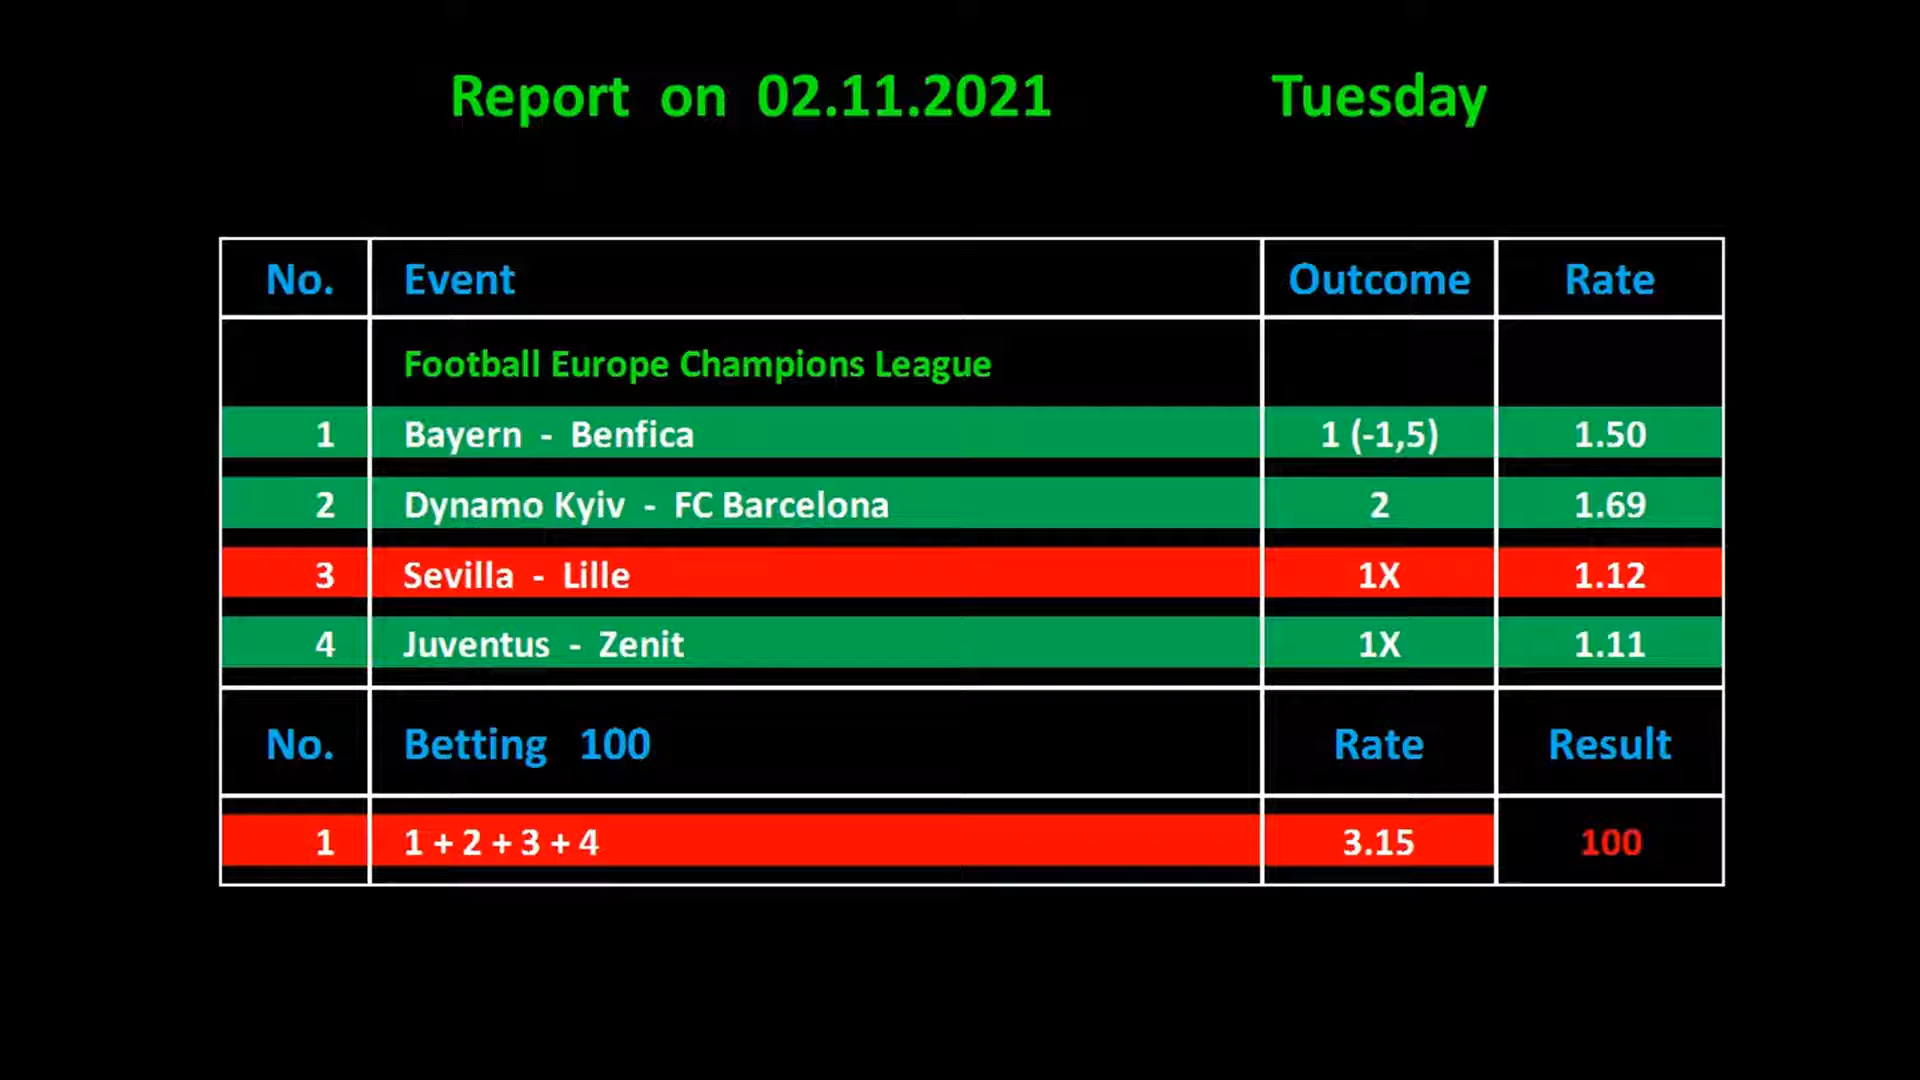 Report on 02.11.2021 Tuesday
No. Event Outcome Rate
Football Europe Champions League
1 Bayern - Benfica 1 (-1,5) 1.50
2 Dynamo Kyiv - FC Barcelona 2 1.69
3 Sevilla - Lille 1X 1.12
4 Juventus - Zenit 1X 1.11
No. Betting 100 Rate Result
1 1 + 2 + 3 + 4 3.15 100